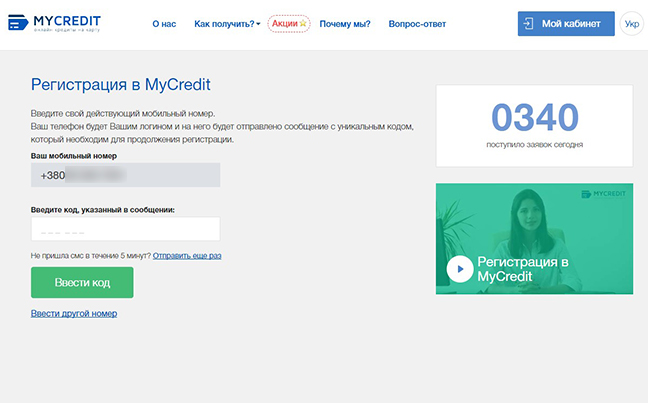 MYCREDIT
онлайн кредиты на карту
О нас
Как получить?
Акции
Почему мы?
Вопрос-ответ
Мой кабинет
Укр
Регистрация в MyCredit
Введите свой действующий мобильный номер.
Ваш телефон будет Вашим логином и на него будет отправлено сообщение с уникальным кодом,
который необходим для продолжения регистрации.
Ваш мобильный номер
+380
Введите код, указанный в сообщении:
Не пришла смс в течение 5 минут? Отправить еще раз
Ввести код
Ввести другой номер
0340
поступило заявок сегодня
MYCREDIT
Регистрация в
MyCredit